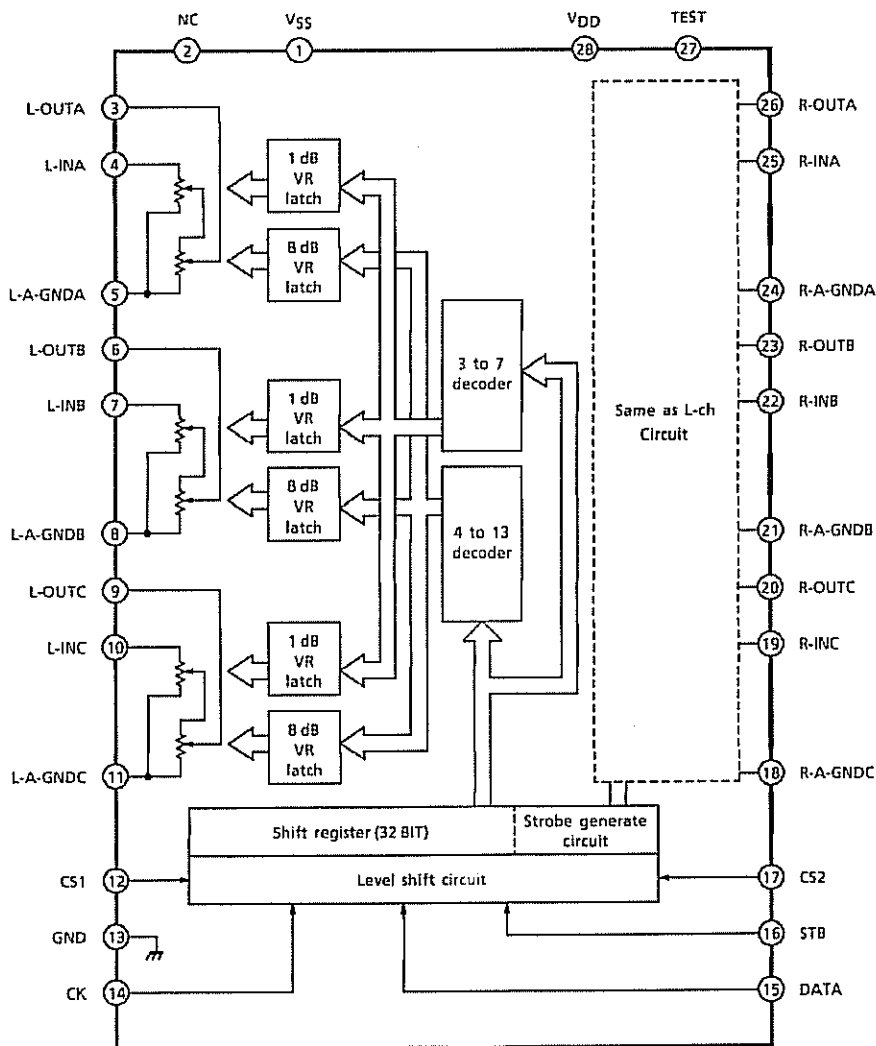 NC
VSS
VDD
TEST
2
1
28
27
L-OUTA
3
L-INA
4
L-A-GNDA
5
L-OUTB
6
L-INB
7
L-A-GNDB
8
L-OUTC
9
L-INC
10
L-A-GNDC
11
CS1
12
GND
13
CK
14
1 dB
VR
latch
8 dB
VR
latch
1 dB
VR
latch
8 dB
VR
latch
1 dB
VR
latch
8 dB
VR
latch
3 to 7
decoder
4 to 13
decoder
Same as L-ch
Circuit
Shift register (32 BIT)
Strobe generate
circuit
Level shift circuit
26
R-OUTA
25
R-INA
24
R-A-GNDA
23
R-OUTB
22
R-INB
21
R-A-GNDB
20
R-OUTC
19
R-INC
18
R-A-GNDC
17
CS2
16
STB
15
DATA